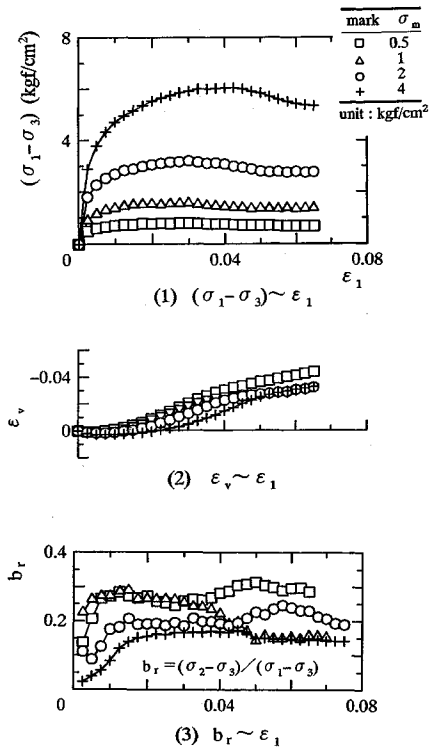 mark σm
□ 0.5
△ 1
○ 2
+ 4
unit : kgf/cm²
(σ1−σ3) (kgf/cm²)
8
6
4
2
0
0 0.04 ε1 0.08
(1) (σ1−σ3)~ε1
εv
−0.04
0
(2) εv~ε1
br
0.4
0.2
0 0.04 0.08
br=(σ2−σ3)/(σ1−σ3)
(3) br~ε1